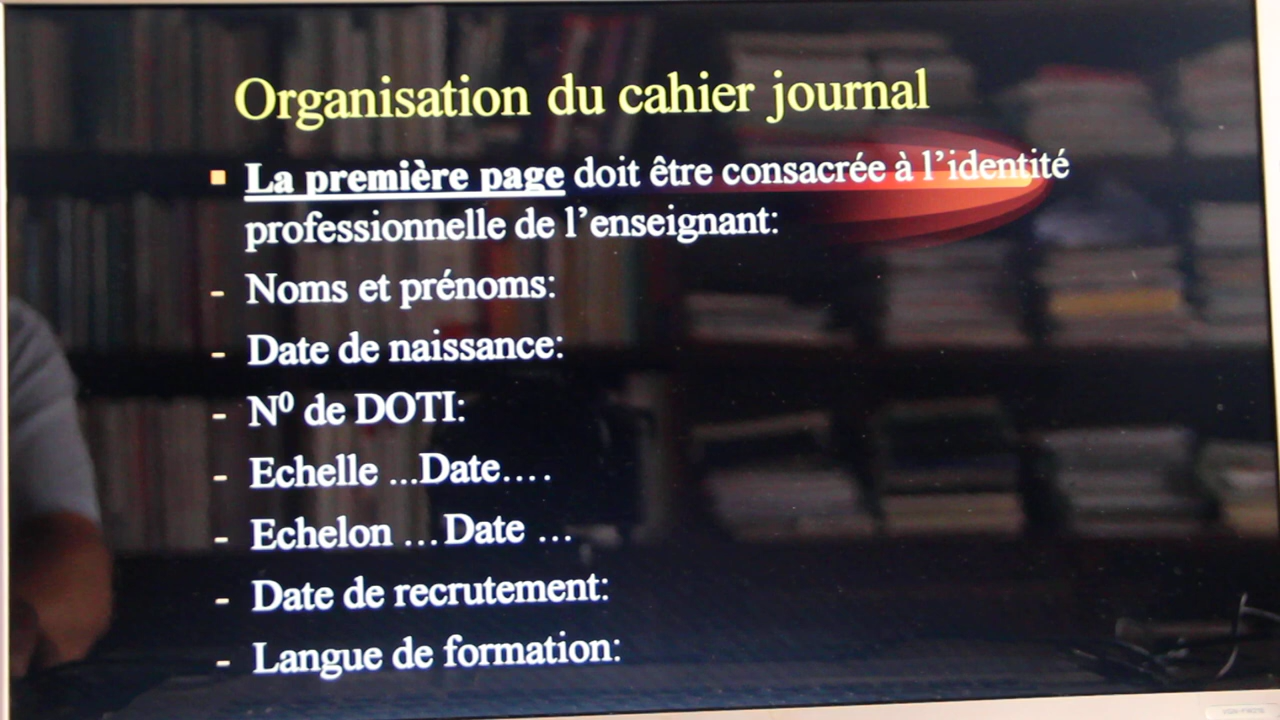 Organisation du cahier journal
La première page doit être consacrée à l’identité
professionnelle de l’enseignant:
- Noms et prénoms:
- Date de naissance:
- N⁰ de DOTI:
- Echelle ...Date….
- Echelon …Date …
- Date de recrutement:
- Langue de formation: